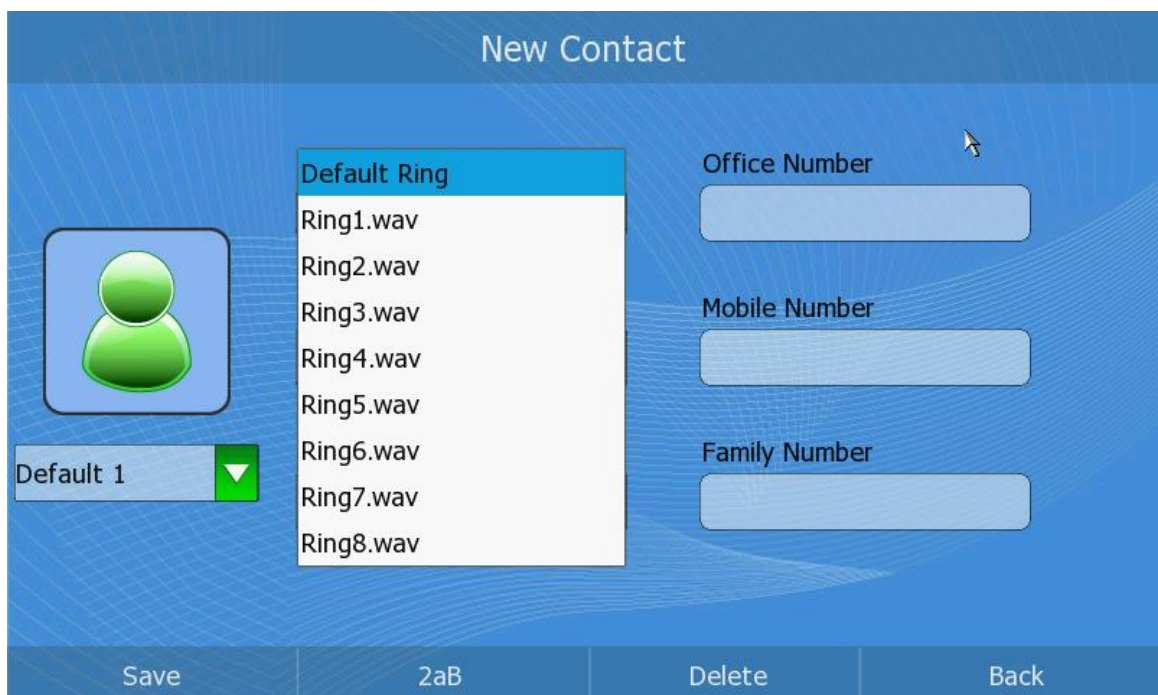 New Contact
Default 1
Default Ring
Ring1.wav
Ring2.wav
Ring3.wav
Ring4.wav
Ring5.wav
Ring6.wav
Ring7.wav
Ring8.wav
Office Number
Mobile Number
Family Number
Save
2aB
Delete
Back